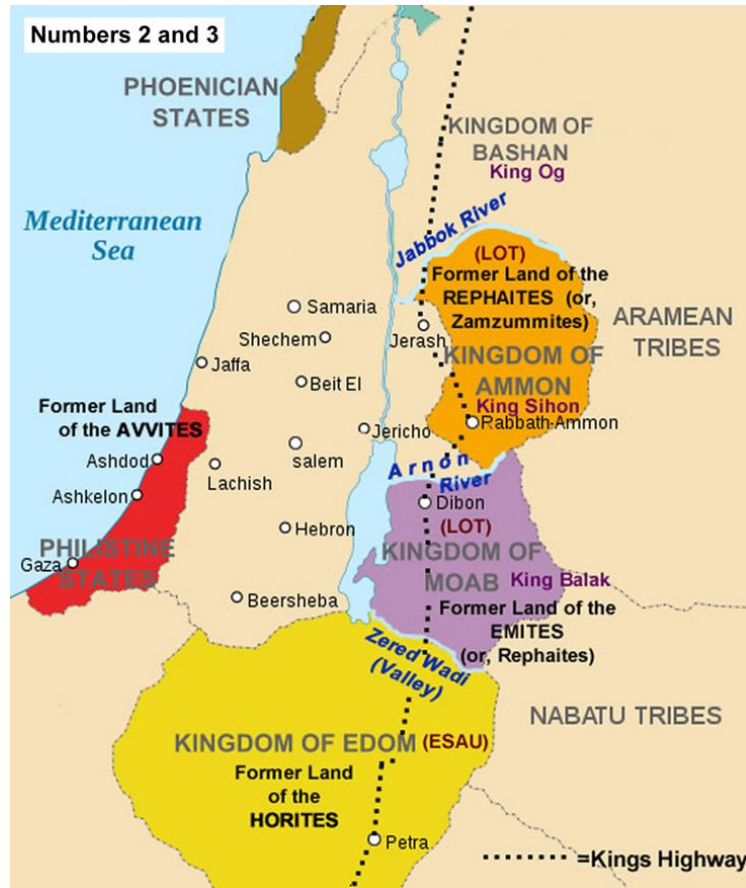 Numbers 2 and 3
PHOENICIAN
STATES
KINGDOM OF
BASHAN
King Og
Mediterranean
Sea
Jabbok River
(LOT)
Former Land of the
REPHAITES (or,
Zamzummites)
ARAMEAN
TRIBES
Samaria
Shechem
Jerash
KINGDOM OF
AMMON
Jaffa
Beit El
King Sihon
Rabbath-Ammon
Former Land
of the AVVITES
Jericho
Ashdod
salem
Lachish
Arnon
River
Ashkelon
Dibon
(LOT)
Hebron
PHILISTINE
STATES
Gaza
KINGDOM OF
MOAB
King Balak
Beersheba
Former Land of the
EMITES
(or, Rephaites)
Zered Wadi
(Valley)
NABATU TRIBES
KINGDOM OF EDOM (ESAU)
Former Land
of the
HORITES
Petra
=Kings Highway